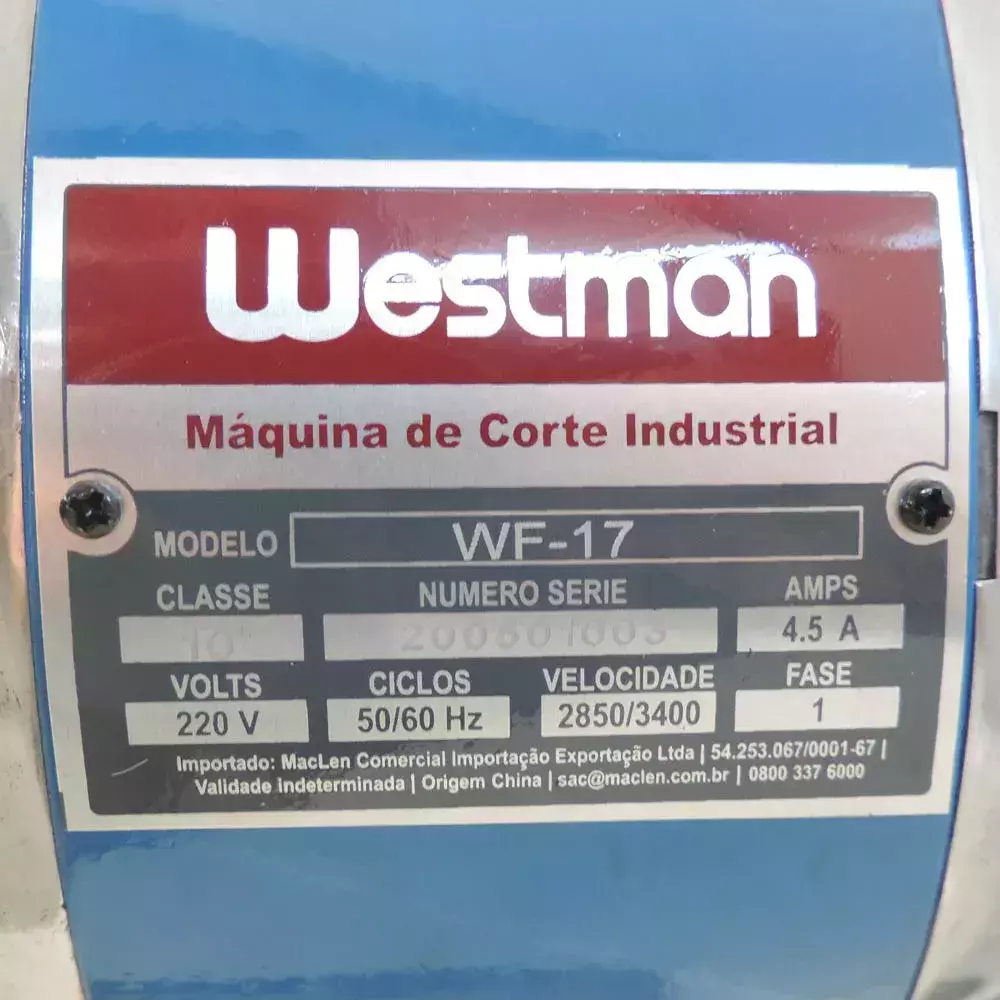 Westman
Máquina de Corte Industrial
MODELO WF-17
CLASSE NUMERO SERIE AMPS
10 4.5 A
VOLTS CICLOS VELOCIDADE FASE
220 V 50/60 Hz 2850/3400 1
Importado: MacLen Comercial Importação Exportação Ltda | 54.253.067/0001-67 |
Validade Indeterminada | Origem China | sac@maclen.com.br | 0800 337 6000